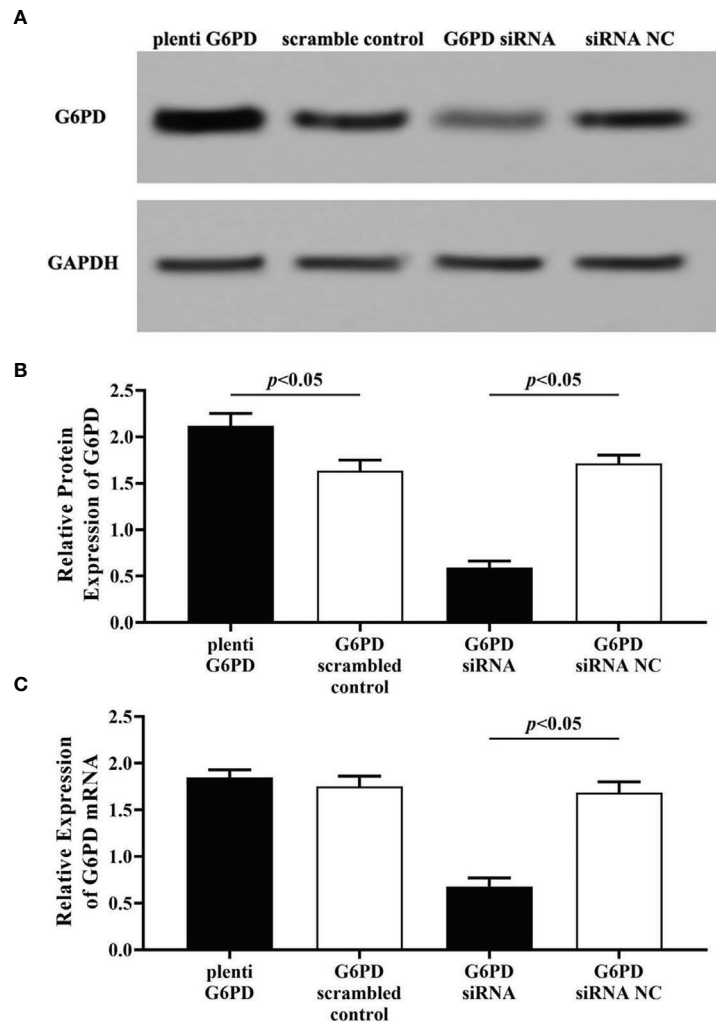 A
plenti G6PD scramble control G6PD siRNA siRNA NC
G6PD
GAPDH
B
p<0.05 p<0.05
Relative Protein
Expression of G6PD
2.5
2.0
1.5
1.0
0.5
0.0
plenti G6PD G6PD G6PD
G6PD scrambled siRNA siRNA NC
control
C
p<0.05
Relative Expression
of G6PD mRNA
2.5
2.0
1.5
1.0
0.5
0.0
plenti G6PD G6PD G6PD
G6PD scrambled siRNA siRNA NC
control